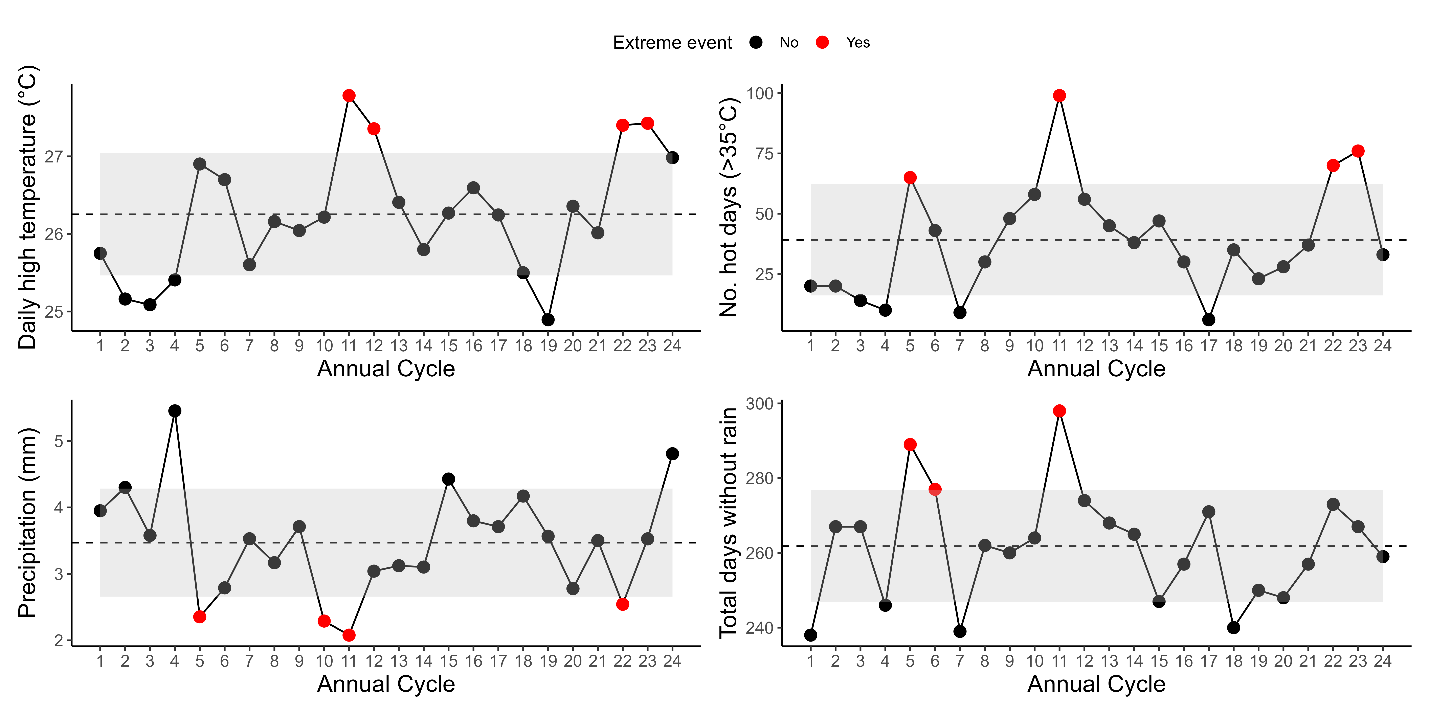 Extreme event No Yes
Daily high temperature (°C)
27
26
25
1 2 3 4 5 6 7 8 9 10 11 12 13 14 15 16 17 18 19 20 21 22 23 24
Annual Cycle
No. hot days (>35°C)
100
75
50
25
1 2 3 4 5 6 7 8 9 10 11 12 13 14 15 16 17 18 19 20 21 22 23 24
Annual Cycle
Precipitation (mm)
5
4
3
2
1 2 3 4 5 6 7 8 9 10 11 12 13 14 15 16 17 18 19 20 21 22 23 24
Annual Cycle
Total days without rain
300
280
260
240
1 2 3 4 5 6 7 8 9 10 11 12 13 14 15 16 17 18 19 20 21 22 23 24
Annual Cycle